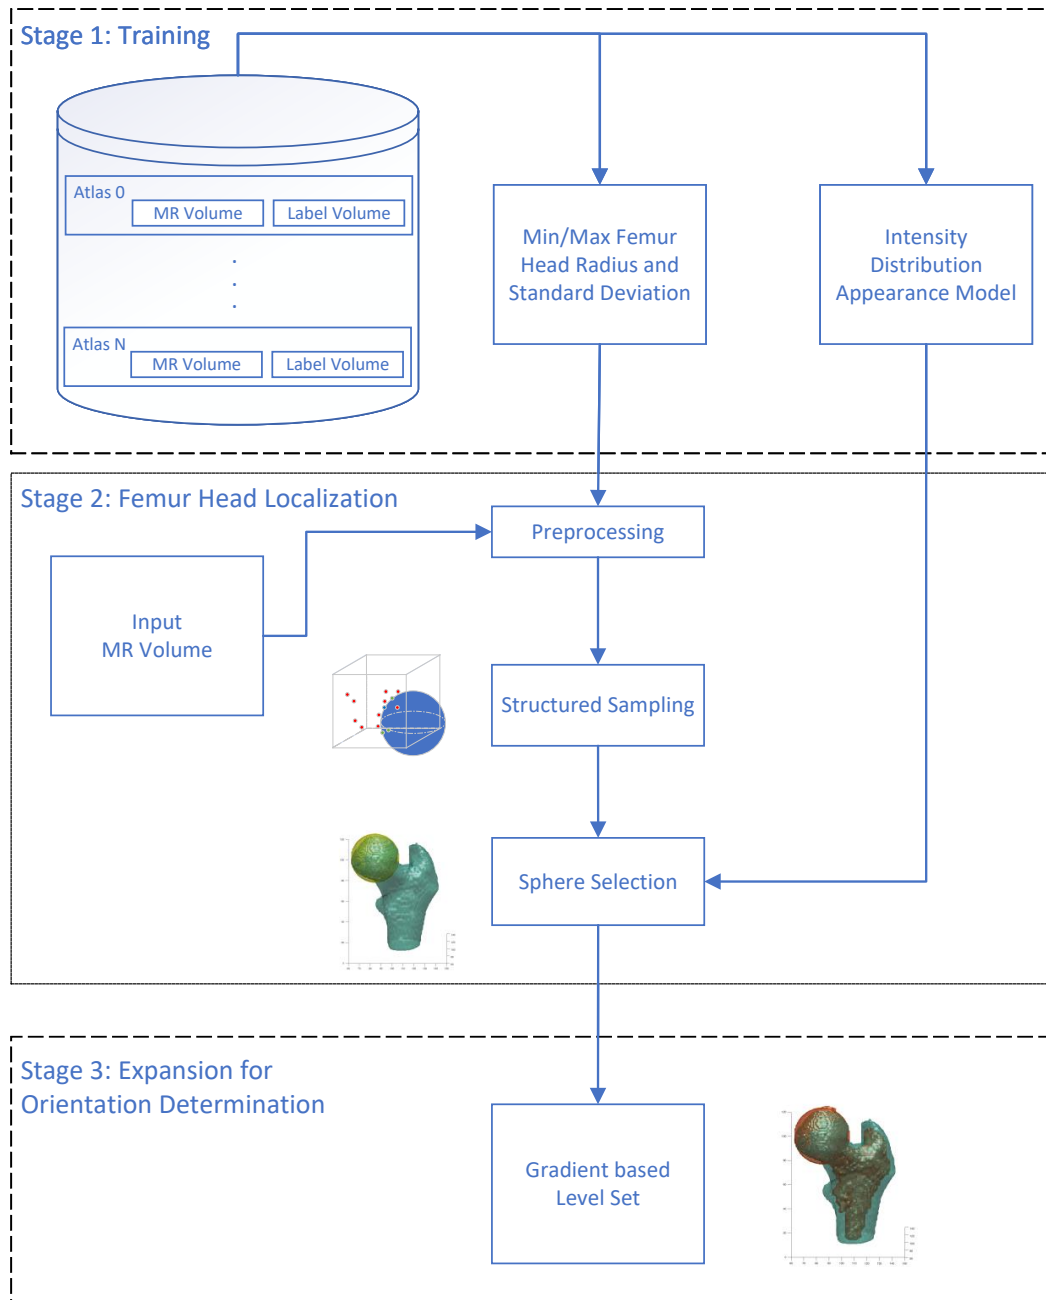 Stage 1: Training
Atlas 0
MR Volume
Label Volume
.
.
.
Atlas N
MR Volume
Label Volume
Min/Max Femur
Head Radius and
Standard Deviation
Intensity
Distribution
Appearance Model
Stage 2: Femur Head Localization
Preprocessing
Input
MR Volume
Structured Sampling
Sphere Selection
Stage 3: Expansion for
Orientation Determination
Gradient based
Level Set